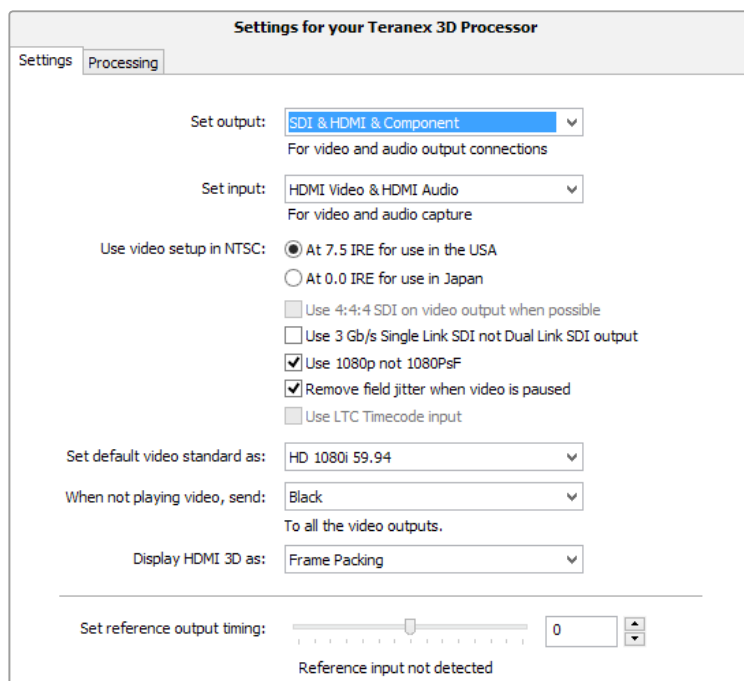 Settings for your Teranex 3D Processor
Settings Processing
Set output: SDI & HDMI & Component
For video and audio output connections
Set input: HDMI Video & HDMI Audio
For video and audio capture
Use video setup in NTSC: At 7.5 IRE for use in the USA
At 0.0 IRE for use in Japan
Use 4:4:4 SDI on video output when possible
Use 3 Gb/s Single Link SDI not Dual Link SDI output
Use 1080p not 1080PsF
Remove field jitter when video is paused
Use LTC Timecode input
Set default video standard as: HD 1080i 59.94
When not playing video, send: Black
To all the video outputs.
Display HDMI 3D as: Frame Packing
Set reference output timing: 0
Reference input not detected